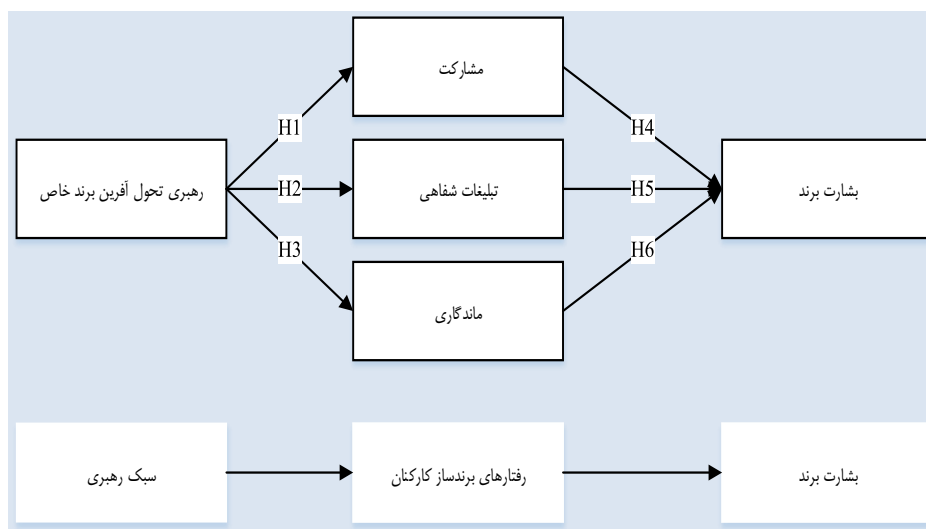 مشارکت
H1
H4
رهبری تحول آفرین برند خاص
H2
تبلیغات شفاهی
H5
بشارت برند
H3
H6
ماندگاری
سبک رهبری
رفتارهای برندساز کارکنان
بشارت برند